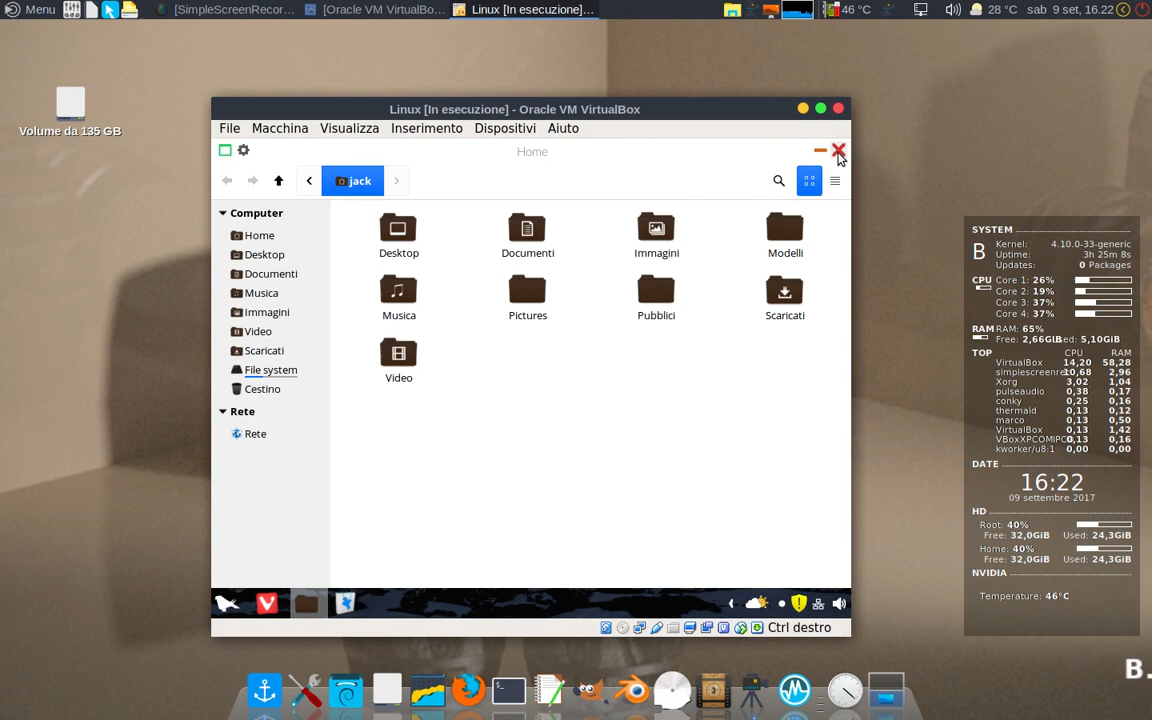 Menu
[SimpleScreenRecor...
[Oracle VM VirtualBo...
Linux [In esecuzione]...
46 °C
28 °C
sab 9 set, 16.22
Volume da 135 GB
Linux [In esecuzione] - Oracle VM VirtualBox
File Macchina Visualizza Inserimento Dispositivi Aiuto
Home
jack
Computer
Home
Desktop
Documenti
Musica
Immagini
Video
Scaricati
File system
Cestino
Rete
Rete
Desktop
Documenti
Immagini
Modelli
Musica
Pictures
Pubblici
Scaricati
Video
Ctrl destro
SYSTEM
B
Kernel: 4.10.0-33-generic
Uptime: 3h 25m 8s
Updates: 0 Packages
CPU Core 1: 26%
Core 2: 19%
Core 3: 37%
Core 4: 37%
RAM RAM: 65%
Free: 2,66GiB Used: 5,10GiB
TOP CPU RAM
VirtualBox 14,20 58,28
simplescreenre 10,68 2,96
Xorg 3,02 1,04
pulseaudio 0,38 0,17
conky 0,25 0,16
thermald 0,13 0,12
marco 0,13 0,50
VirtualBox 0,13 1,42
VBoxXPCOMIPC 0,13 0,16
kworker/u8:1 0,00 0,00
DATE
16:22
09 settembre 2017
HD
Root: 40%
Free: 32,0GiB Used: 24,3GiB
Home: 40%
Free: 32,0GiB Used: 24,3GiB
NVIDIA
Temperature: 46°C
B.